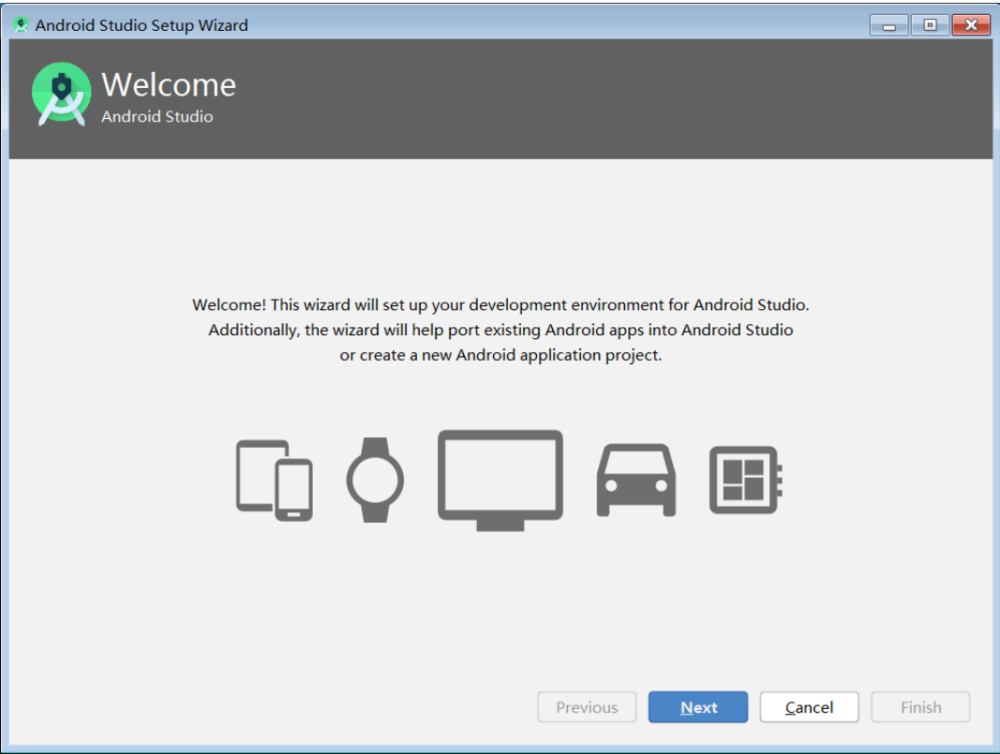 Android Studio Setup Wizard
Welcome
Android Studio
Welcome! This wizard will set up your development environment for Android Studio.
Additionally, the wizard will help port existing Android apps into Android Studio
or create a new Android application project.
Previous Next Cancel Finish